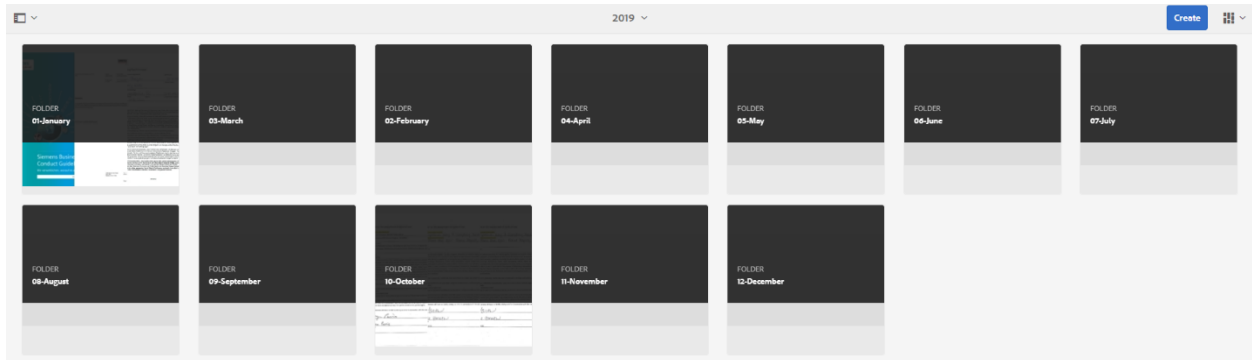 2019
Create
FOLDER
01-January
Siemens Busine
Conduct Guide
FOLDER
03-March
FOLDER
02-February
FOLDER
04-April
FOLDER
05-May
FOLDER
06-June
FOLDER
07-July
FOLDER
08-August
FOLDER
09-September
FOLDER
10-October
FOLDER
11-November
FOLDER
12-December